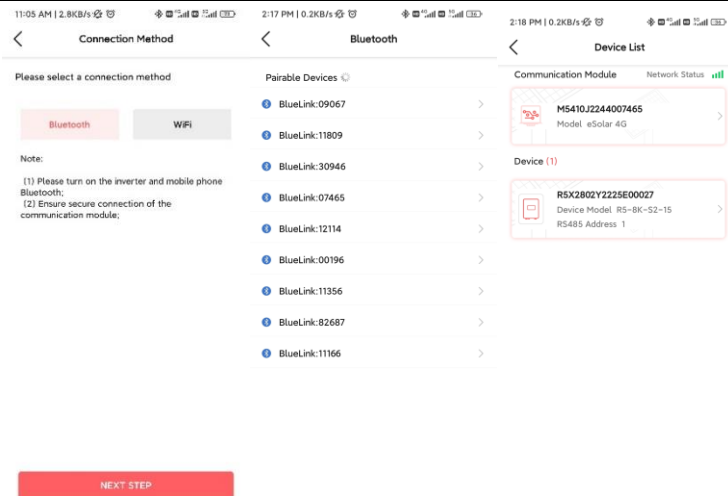 11:05 AM | 2.8KB/s
Connection Method
Please select a connection method
Bluetooth
WiFi
Note:
(1) Please turn on the inverter and mobile phone
Bluetooth;
(2) Ensure secure connection of the
communication module;
NEXT STEP
2:17 PM | 0.2KB/s
Bluetooth
Pairable Devices
BlueLink:09067
BlueLink:11809
BlueLink:30946
BlueLink:07465
BlueLink:12114
BlueLink:00196
BlueLink:11356
BlueLink:82687
BlueLink:11166
2:18 PM | 0.2KB/s
Device List
Communication Module
Network Status
M5410J2244007465
Model eSolar 4G
Device (1)
R5X2802Y2225E00027
Device Model R5-8K-S2-15
RS485 Address 1